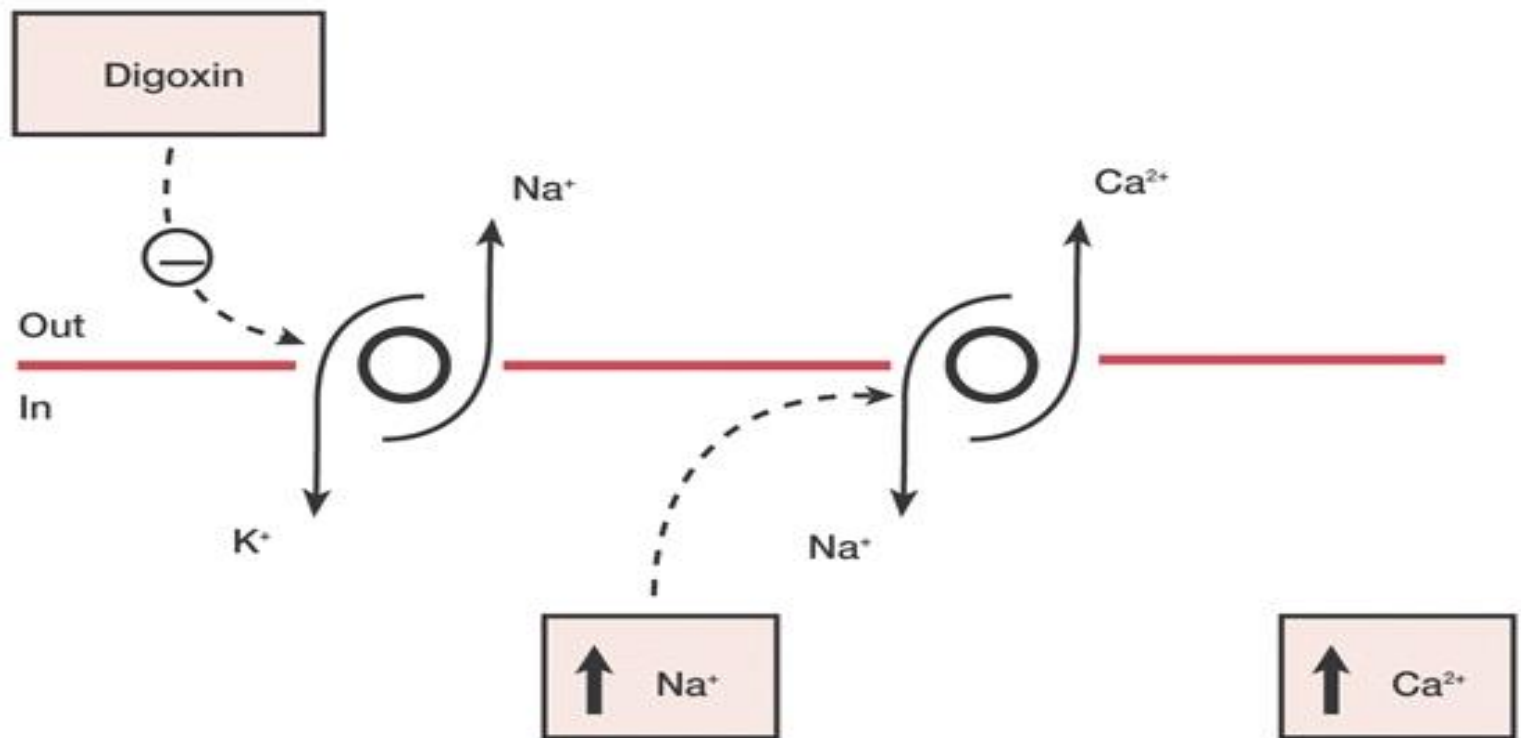 Digoxin
Na⁺
Ca²⁺
Out
In
K⁺
Na⁺
Na⁺
Ca²⁺